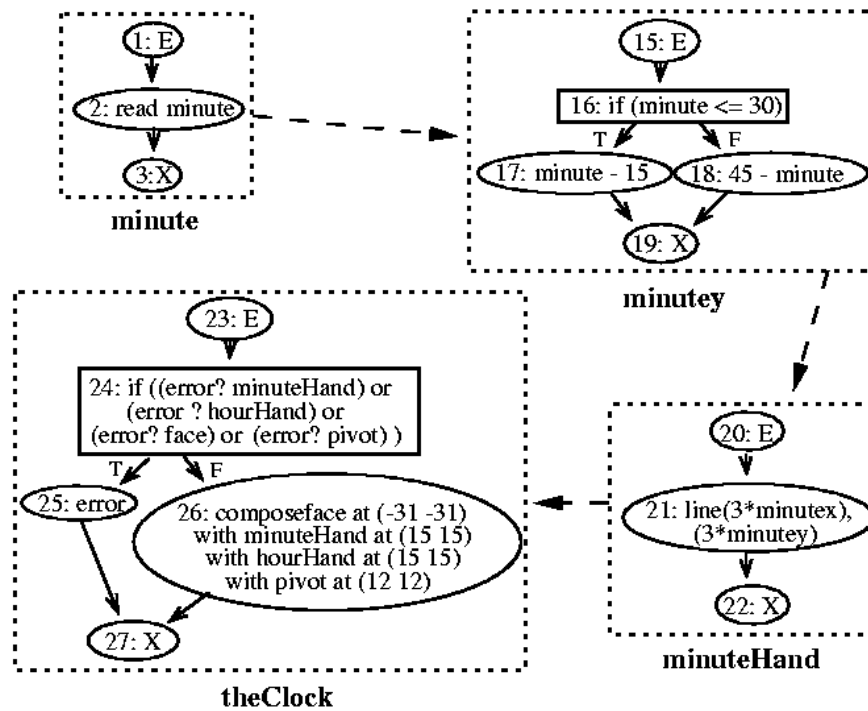 1: E
2: read minute
3:X
minute
15: E
16: if (minute <= 30)
T F
17: minute - 15
18: 45 - minute
19: X
minutey
23: E
24: if ((error? minuteHand) or
(error ? hourHand) or
(error? face) or (error? pivot) )
T F
25: error
26: composeface at (-31 -31)
with minuteHand at (15 15)
with hourHand at (15 15)
with pivot at (12 12)
27: X
theClock
20: E
21: line(3*minutex),
(3*minutey)
22: X
minuteHand